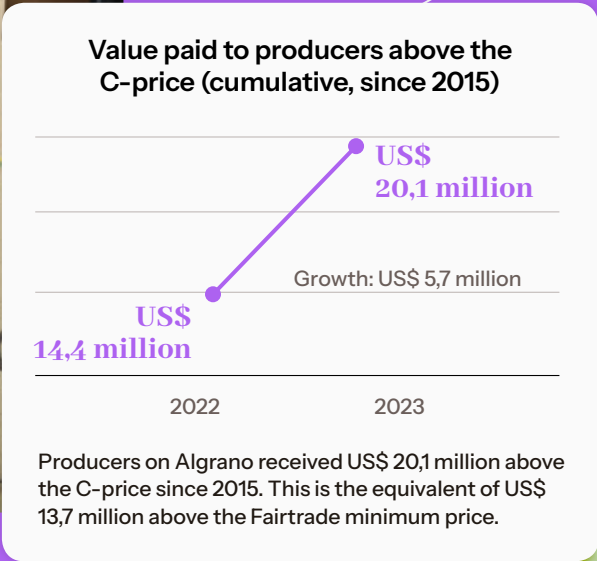 Value paid to producers above the
C-price (cumulative, since 2015)
US$
20,1 million
Growth: US$ 5,7 million
US$
14,4 million
2022
2023
Producers on Algrano received US$ 20,1 million above
the C-price since 2015. This is the equivalent of US$
13,7 million above the Fairtrade minimum price.